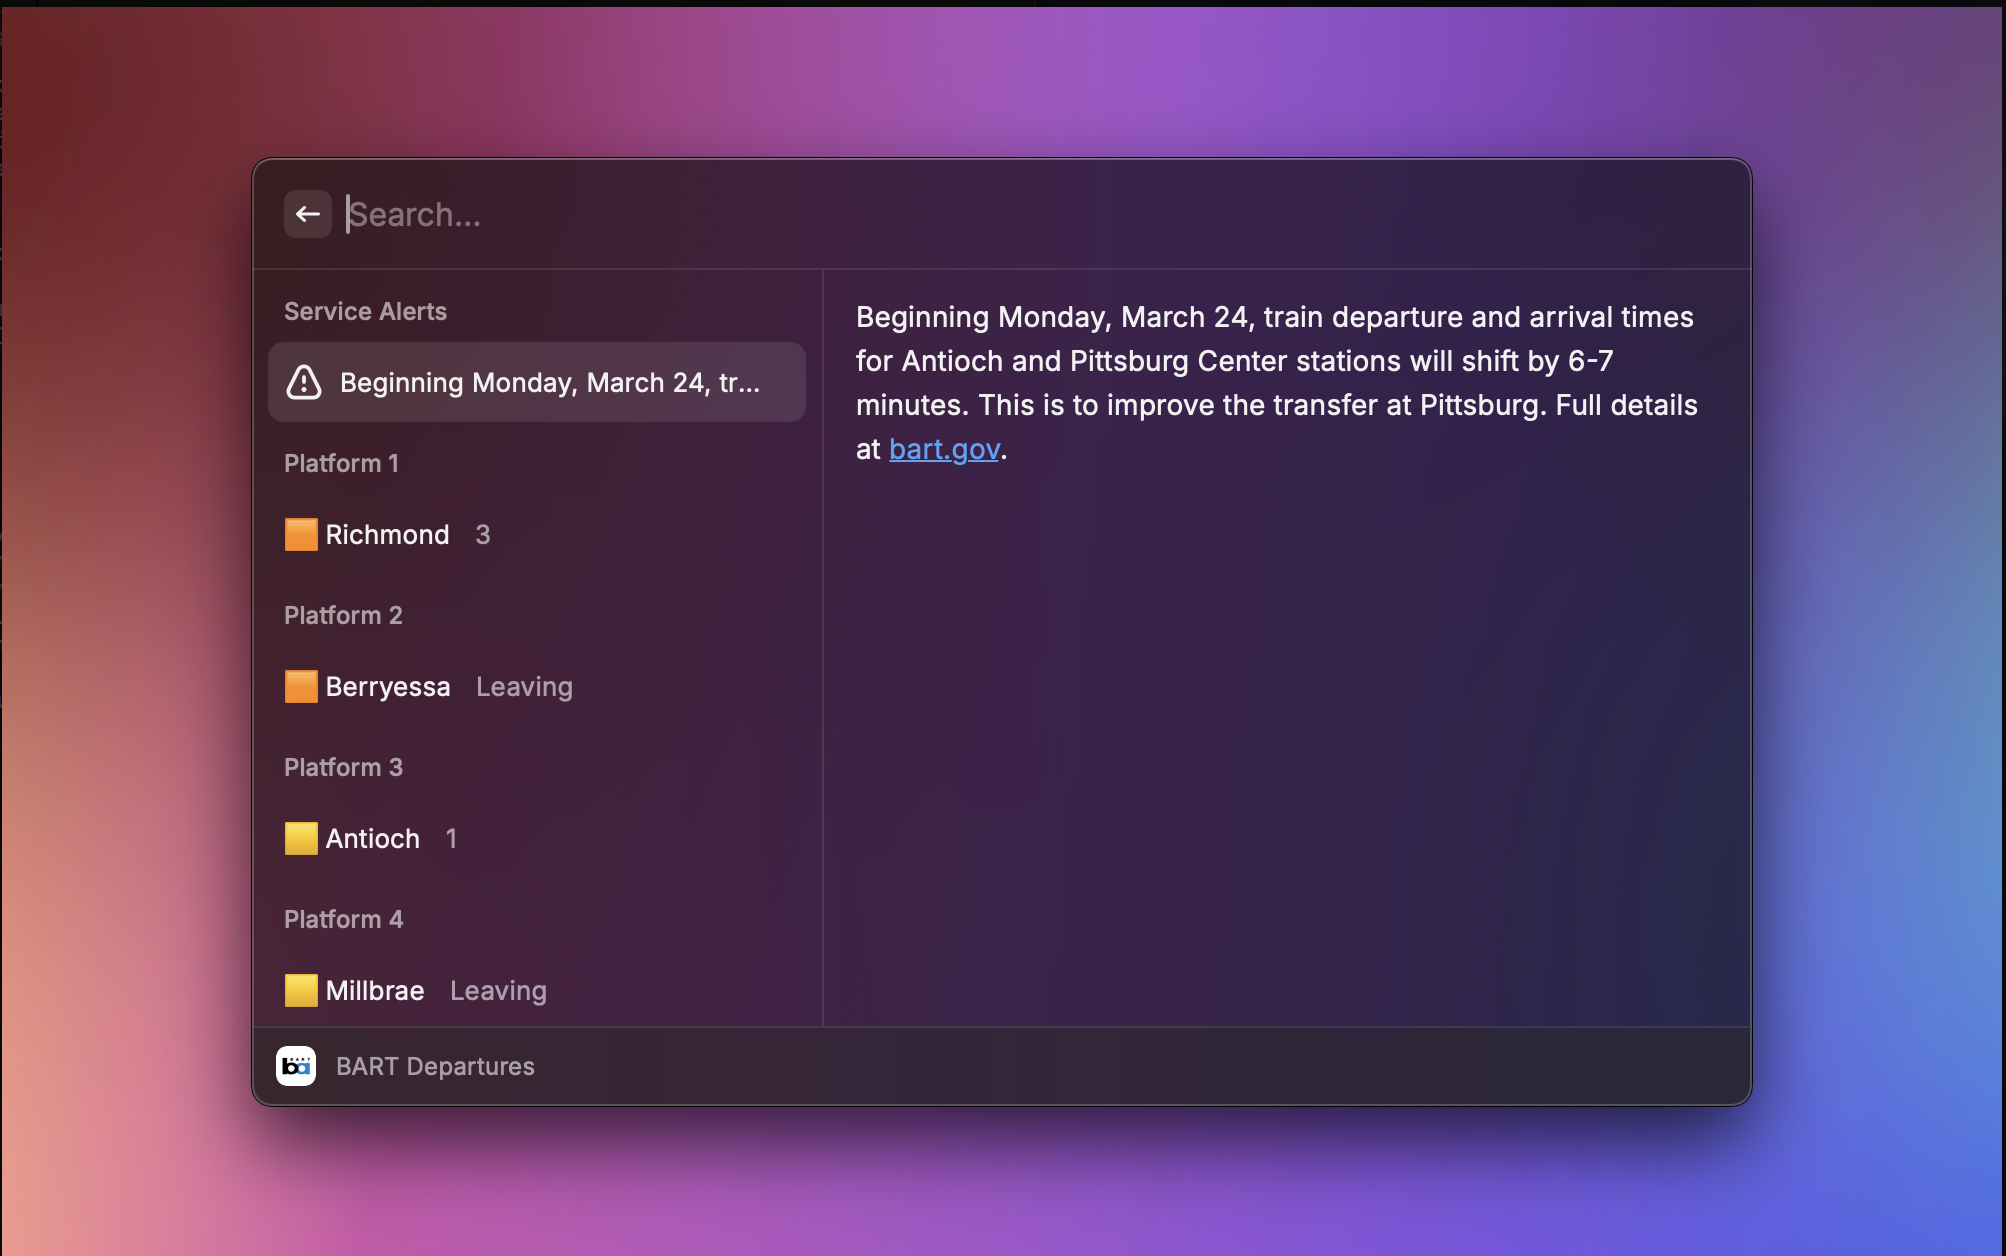 Search...
Service Alerts
Beginning Monday, March 24, tr...
Platform 1
Richmond 3
Platform 2
Berryessa Leaving
Platform 3
Antioch 1
Platform 4
Millbrae Leaving
Beginning Monday, March 24, train departure and arrival times
for Antioch and Pittsburg Center stations will shift by 6-7
minutes. This is to improve the transfer at Pittsburg. Full details
at bart.gov.
BART
ba
BART Departures